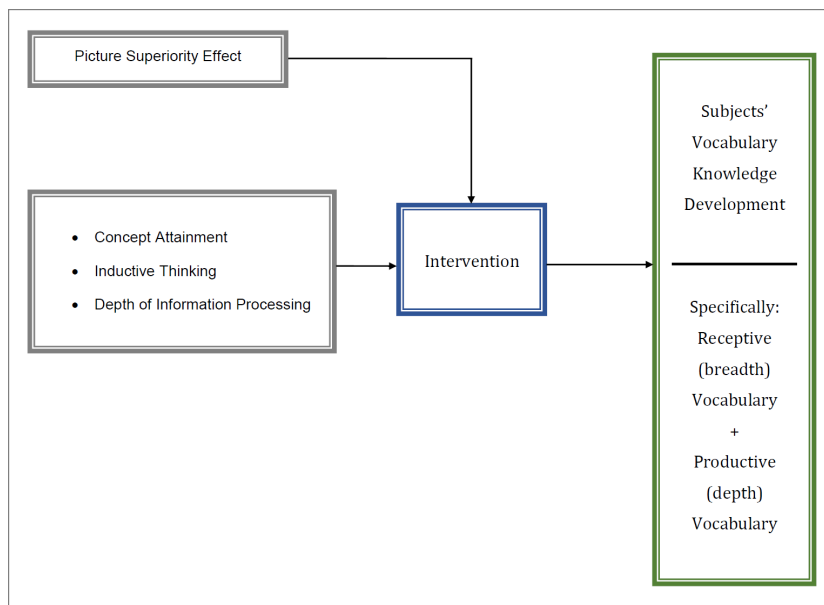 Picture Superiority Effect
• Concept Attainment
• Inductive Thinking
• Depth of Information Processing
Intervention
Subjects’
Vocabulary
Knowledge
Development
Specifically:
Receptive
(breadth)
Vocabulary
+
Productive
(depth)
Vocabulary